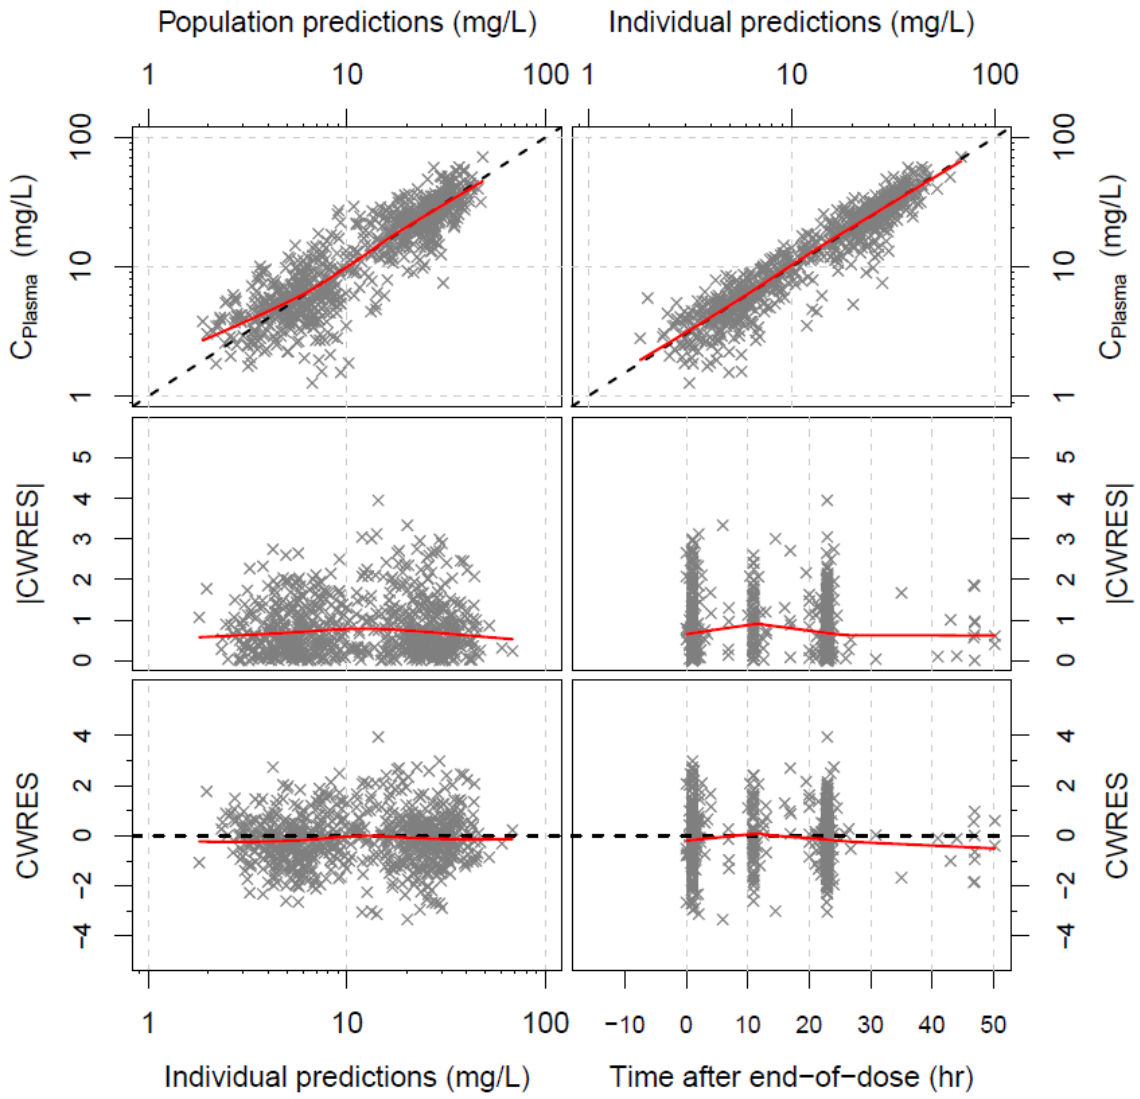 Population predictions (mg/L) Individual predictions (mg/L)
1 10 100 1 10 100
C_Plasma (mg/L)
100
10
1
C_Plasma (mg/L)
100
10
1
|CWRES|
5
4
3
2
1
0
|CWRES|
5
4
3
2
1
0
CWRES
4
2
0
−2
−4
CWRES
4
2
0
−2
−4
1 10 100 −10 0 10 20 30 40 50
Individual predictions (mg/L) Time after end−of−dose (hr)